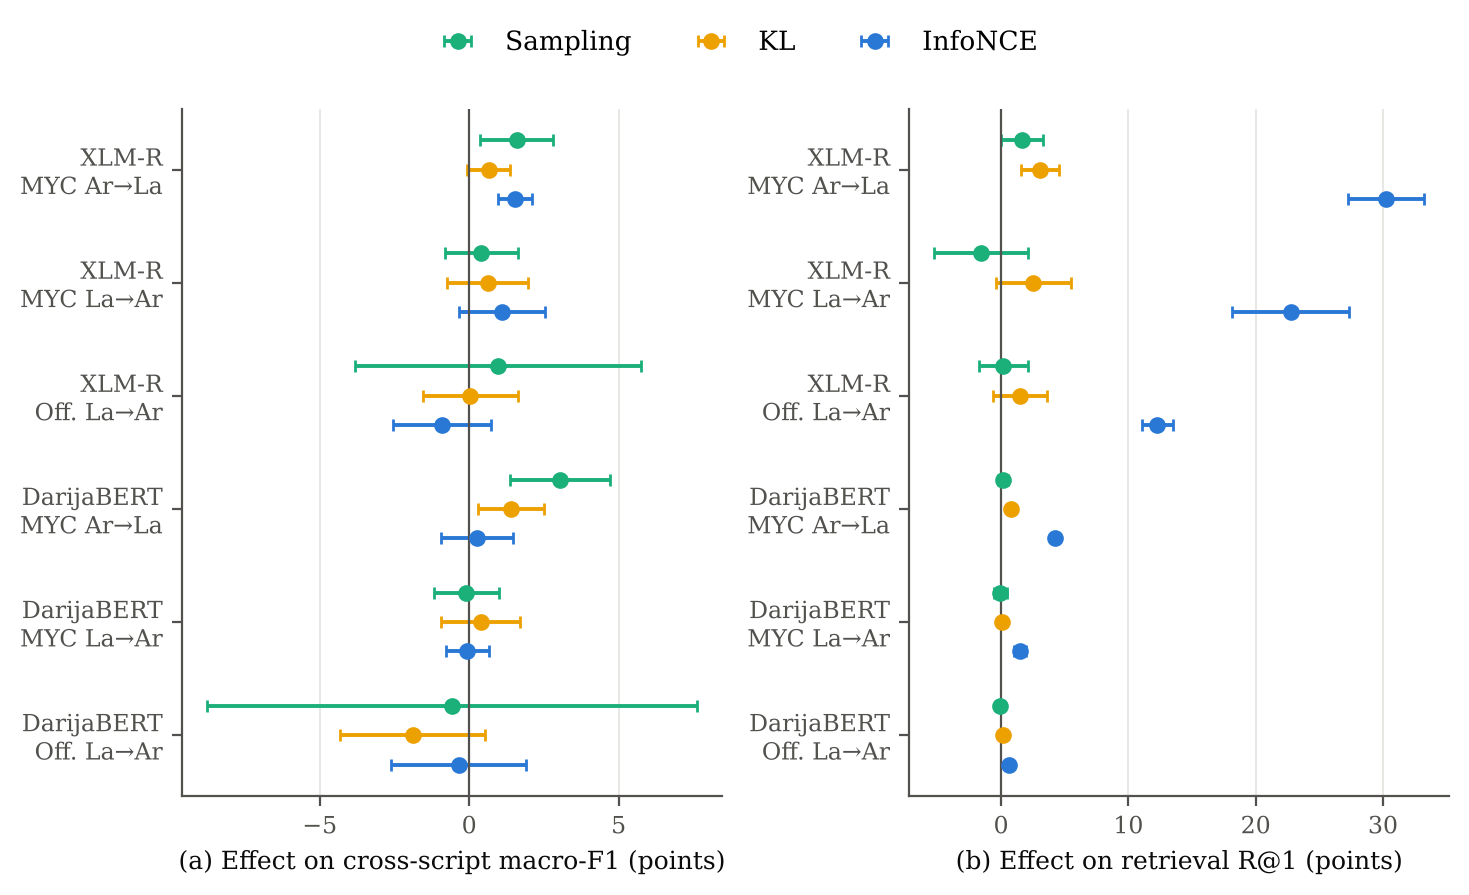 Sampling KL InfoNCE
XLM-R
MYC Ar→La
XLM-R
MYC La→Ar
XLM-R
Off. La→Ar
DarijaBERT
MYC Ar→La
DarijaBERT
MYC La→Ar
DarijaBERT
Off. La→Ar
−5 0 5
(a) Effect on cross-script macro-F1 (points)
XLM-R
MYC Ar→La
XLM-R
MYC La→Ar
XLM-R
Off. La→Ar
DarijaBERT
MYC Ar→La
DarijaBERT
MYC La→Ar
DarijaBERT
Off. La→Ar
0 10 20 30
(b) Effect on retrieval R@1 (points)